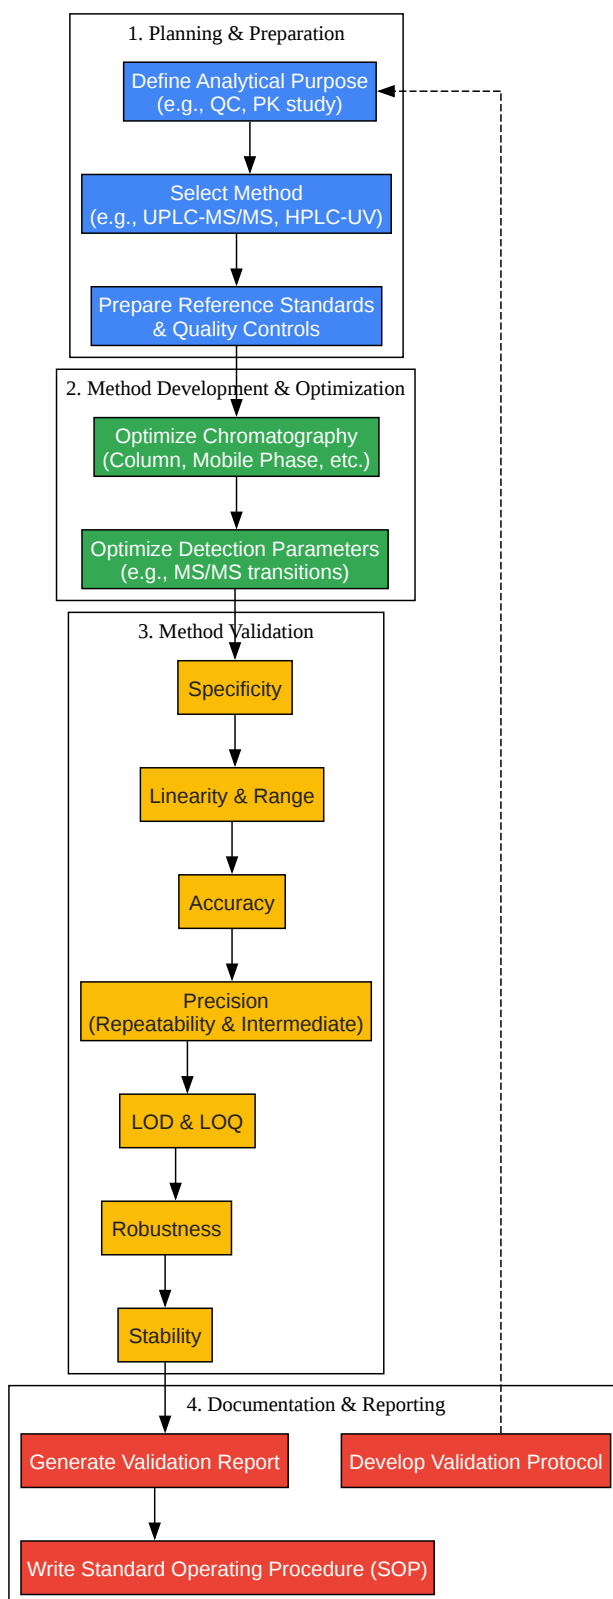 1. Planning & Preparation
Define Analytical Purpose
(e.g., QC, PK study)
Select Method
(e.g., UPLC-MS/MS, HPLC-UV)
Prepare Reference Standards
& Quality Controls
2. Method Development & Optimization
Optimize Chromatography
(Column, Mobile Phase, etc.)
Optimize Detection Parameters
(e.g., MS/MS transitions)
3. Method Validation
Specificity
Linearity & Range
Accuracy
Precision
(Repeatability & Intermediate)
LOD & LOQ
Robustness
Stability
4. Documentation & Reporting
Generate Validation Report
Develop Validation Protocol
Write Standard Operating Procedure (SOP)